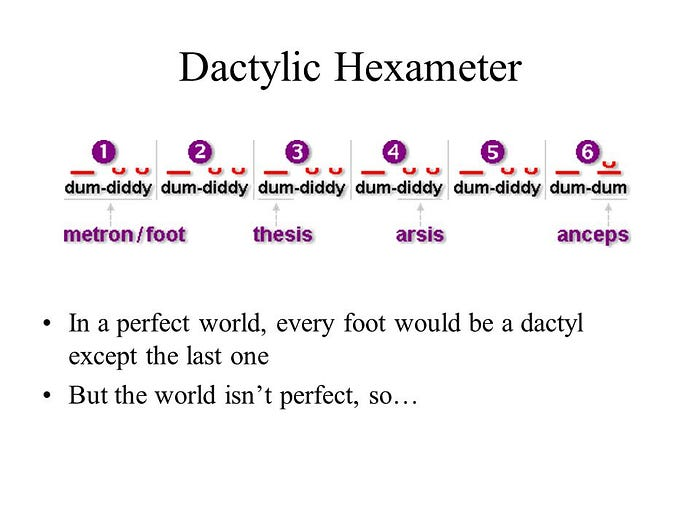 Dactylic Hexameter
1 2 3 4 5 6
dum-diddy dum-diddy dum-diddy dum-diddy dum-diddy dum-dum
metron/foot thesis arsis anceps
• In a perfect world, every foot would be a dactyl
except the last one
• But the world isn’t perfect, so…